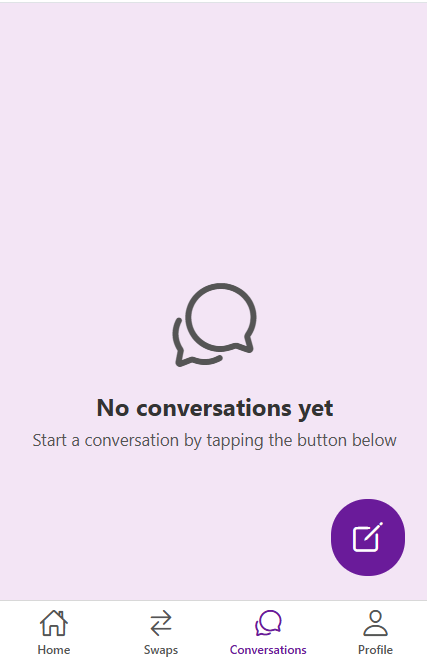 No conversations yet
Start a conversation by tapping the button below
Home Swaps Conversations Profile